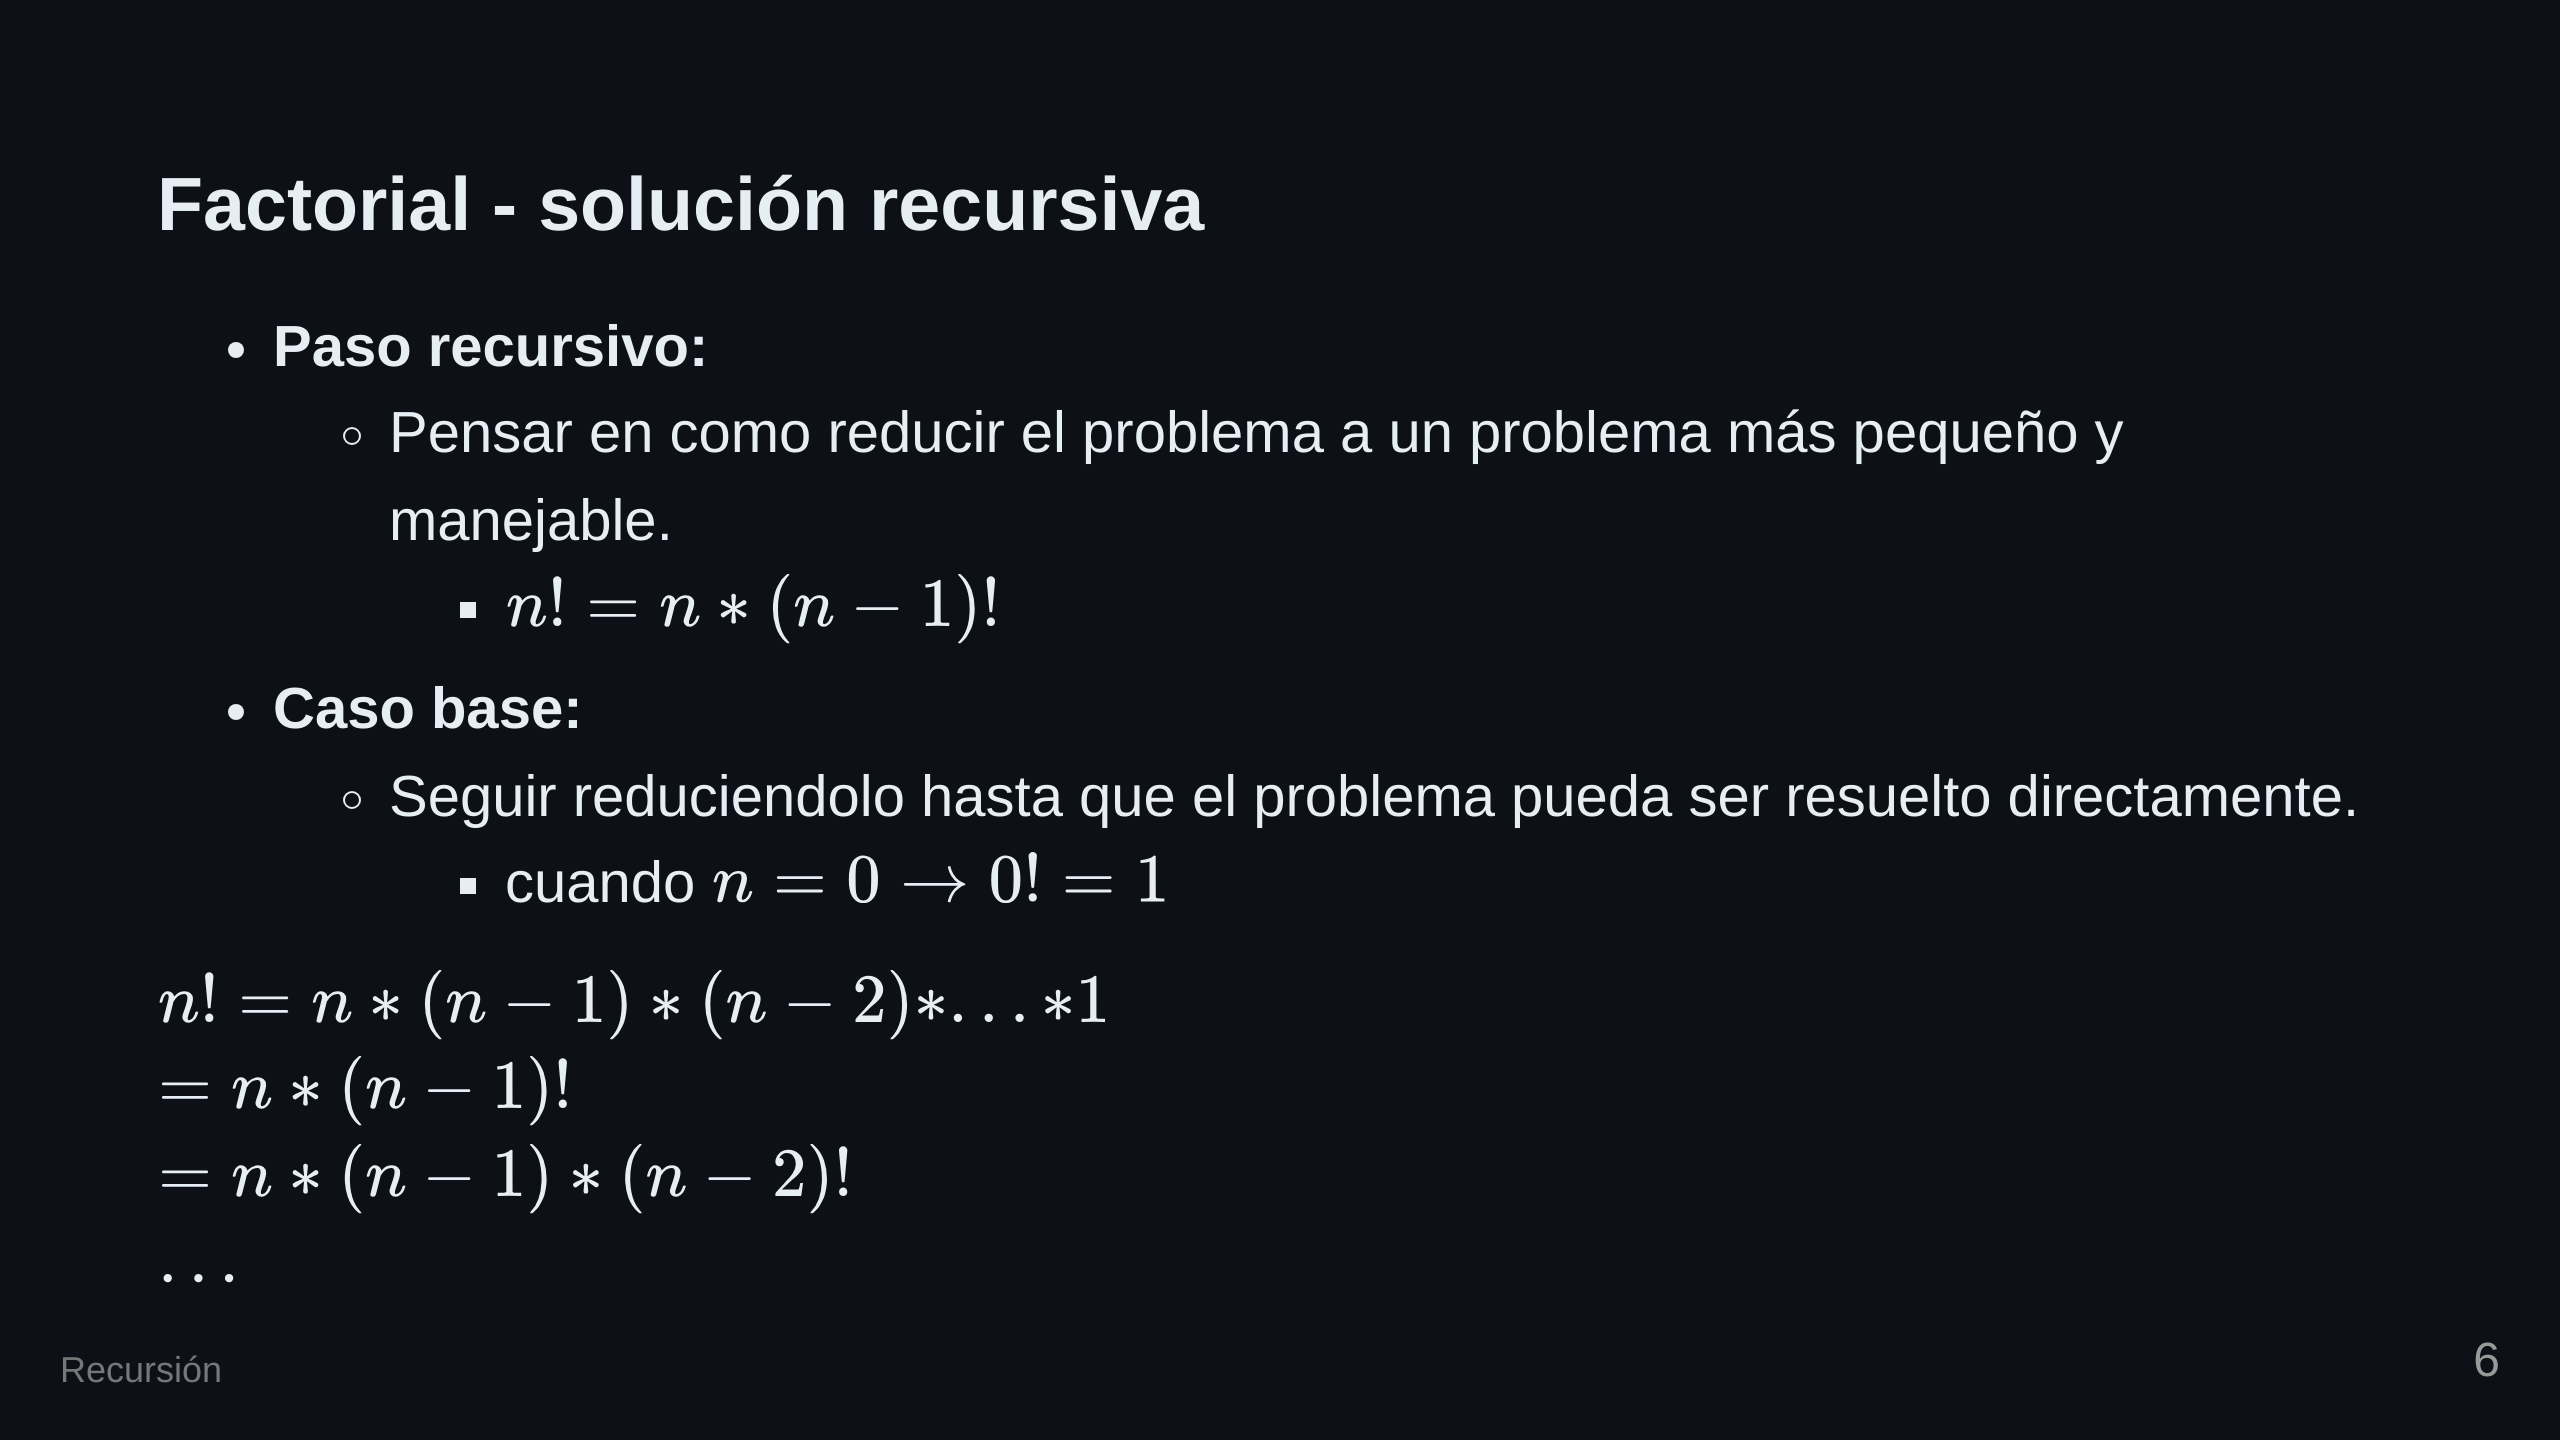 Factorial - solución recursiva
• Paso recursivo:
◦ Pensar en como reducir el problema a un problema más pequeño y
manejable.
▪ n! = n ∗ (n − 1)!
• Caso base:
◦ Seguir reduciendolo hasta que el problema pueda ser resuelto directamente.
▪ cuando n = 0 → 0! = 1
n! = n ∗ (n − 1) ∗ (n − 2)∗. . . ∗1
= n ∗ (n − 1)!
= n ∗ (n − 1) ∗ (n − 2)!
. . .
Recursión
6